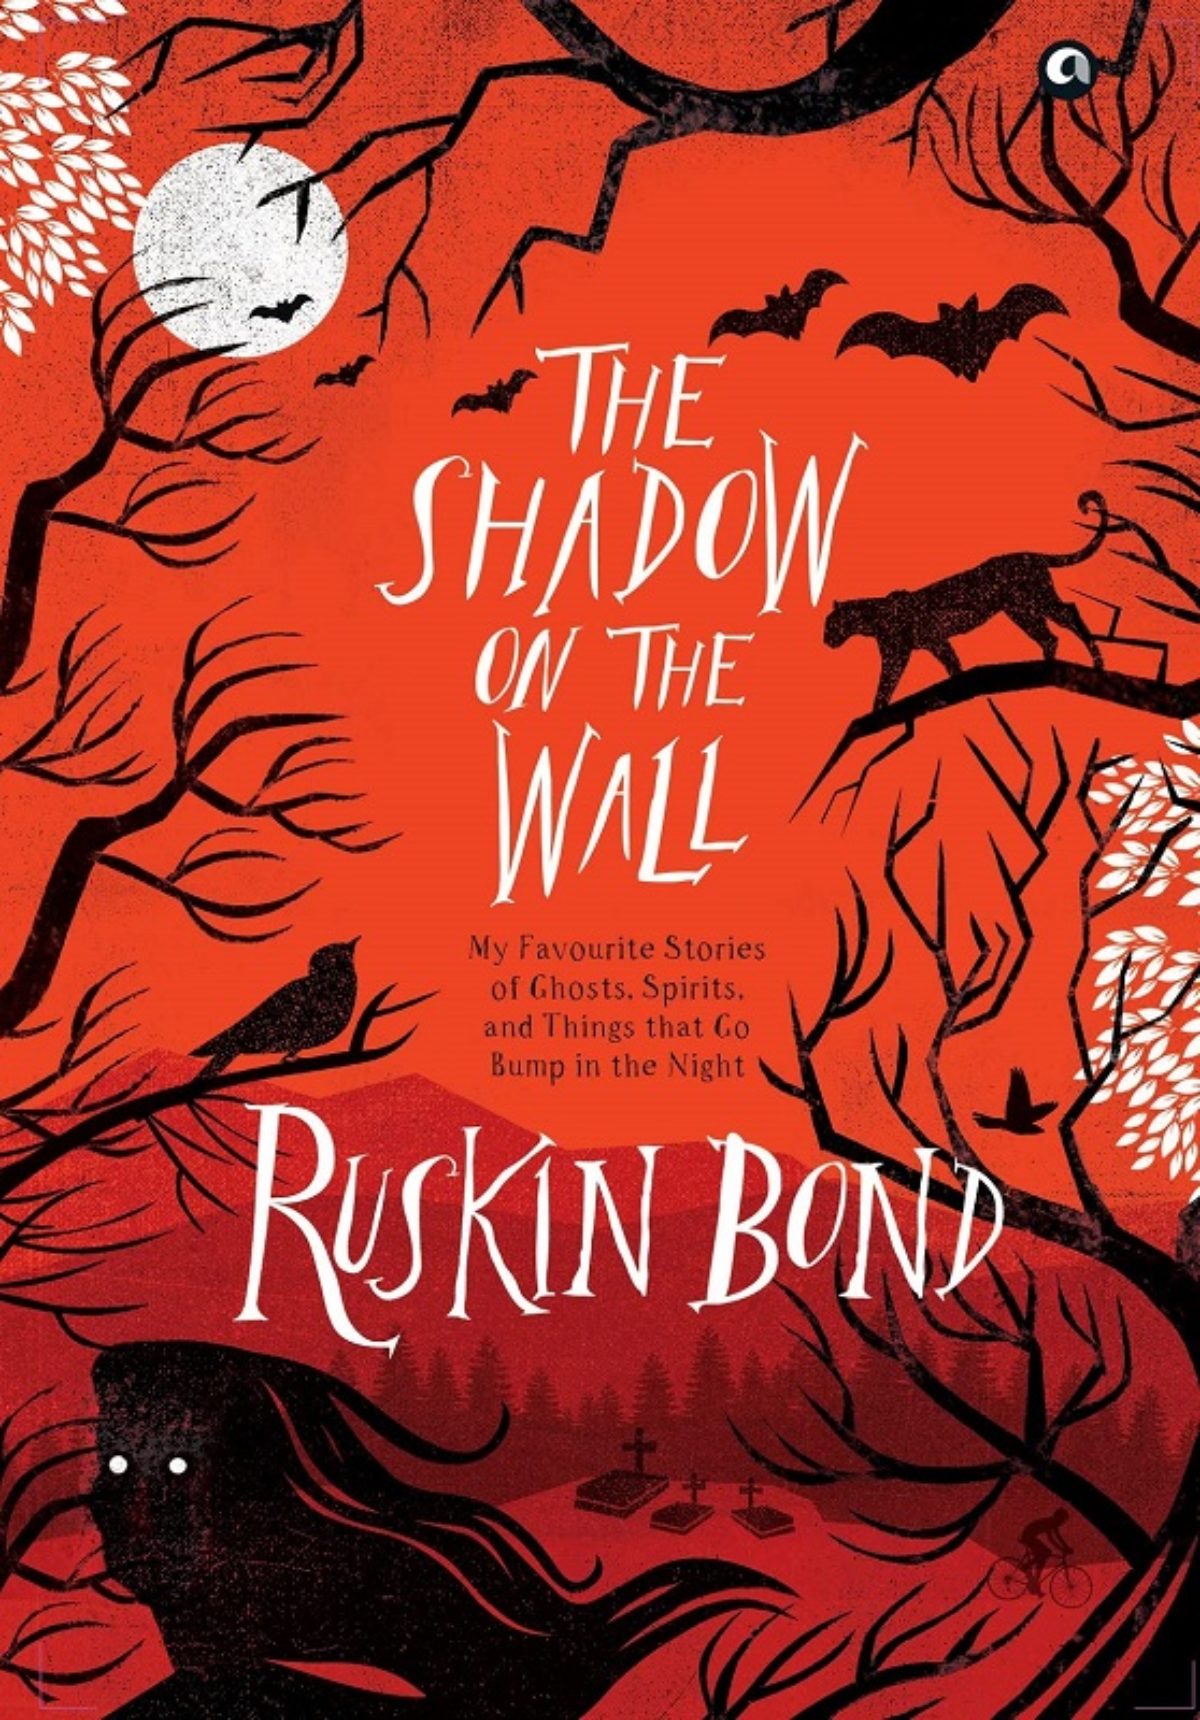 THE
SHADOW
ON THE
WALL
My Favourite Stories
of Ghosts, Spirits,
and Things that Go
Bump in the Night
RUSKIN BOND
a